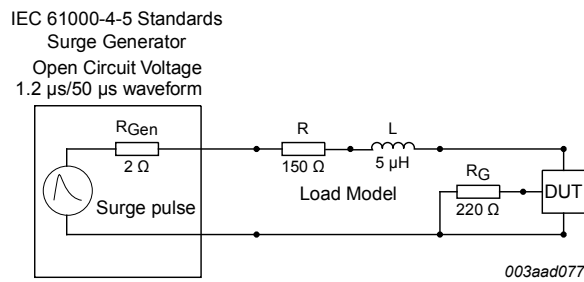 IEC 61000-4-5 Standards
Surge Generator
Open Circuit Voltage
1.2 µs/50 µs waveform
RGen
2 Ω
Surge pulse
R
150 Ω
L
5 µH
Load Model
RG
220 Ω
DUT
003aad077